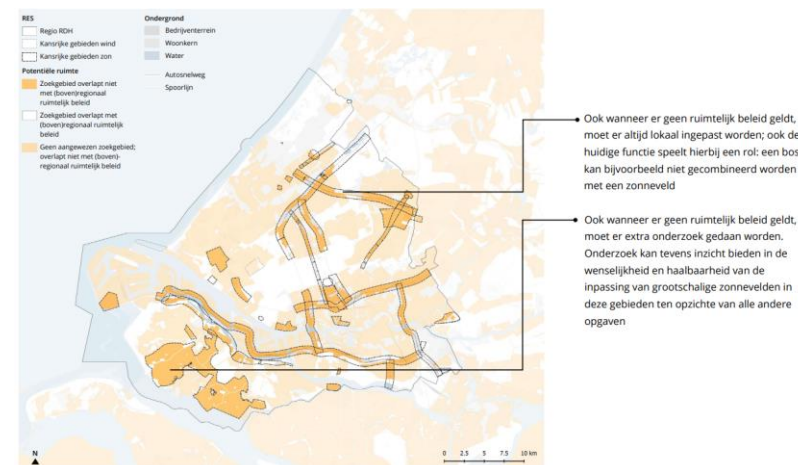 RES
Regio RDH
Kansrijke gebieden wind
Kansrijke gebieden zon
Potentiële ruimte
Zoekgebied overlapt niet
met (boven)regionaal
ruimtelijk beleid
Zoekgebied overlapt met
(boven)regionaal ruimtelijk
beleid
Geen aangewezen zoekgebied;
overlapt niet met (boven)-
regionaal ruimtelijk beleid
Ondergrond
Bedrijventerrein
Woonkern
Water
Autosnelweg
Spoorlijn
Ook wanneer er geen ruimtelijk beleid geldt,
moet er altijd lokaal ingepast worden; ook de
huidige functie speelt hierbij een rol: een bos
kan bijvoorbeeld niet gecombineerd worden
met een zonneveld
Ook wanneer er geen ruimtelijk beleid geldt,
moet er extra onderzoek gedaan worden.
Onderzoek kan tevens inzicht bieden in de
wenselijkheid en haalbaarheid van de
inpassing van grootschalige zonnevelden in
deze gebieden ten opzichte van alle andere
opgaven
N
0 2.5 5 7.5 10 km